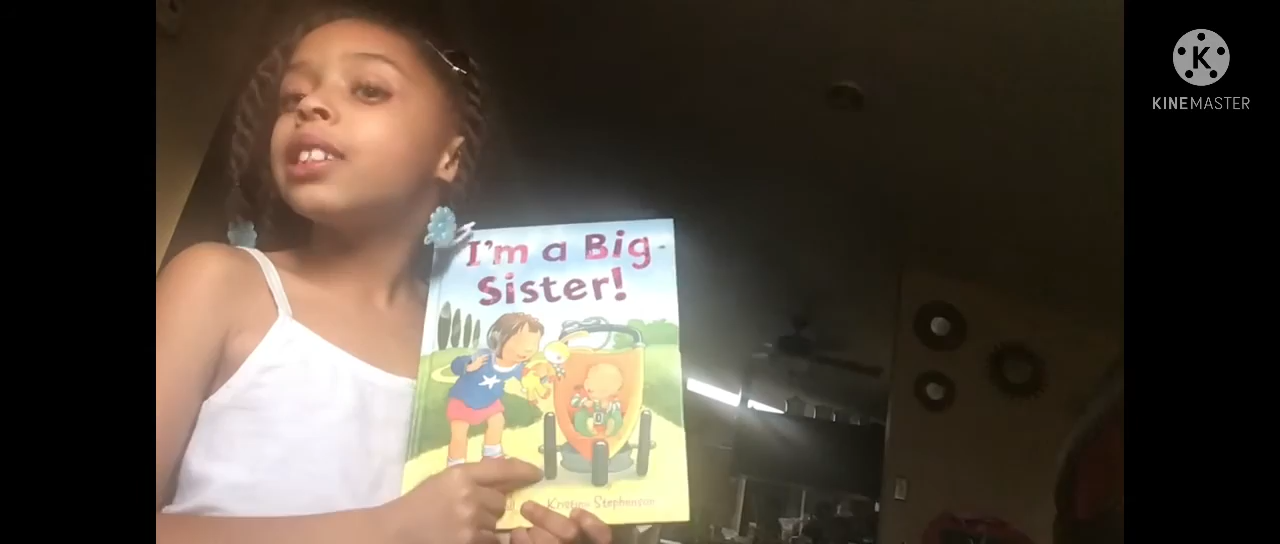 I'm a Big
Sister!
Kristina Stephenson
K
KINEMASTER